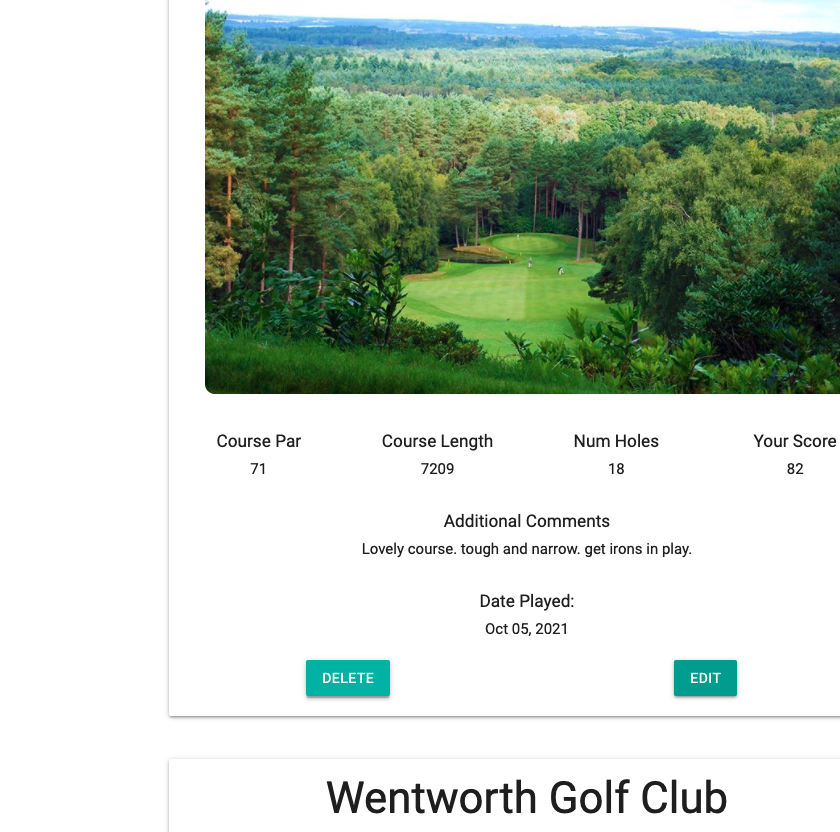 Course Par Course Length Num Holes Your Score
71 7209 18 82
Additional Comments
Lovely course. tough and narrow. get irons in play.
Date Played:
Oct 05, 2021
DELETE EDIT
Wentworth Golf Club